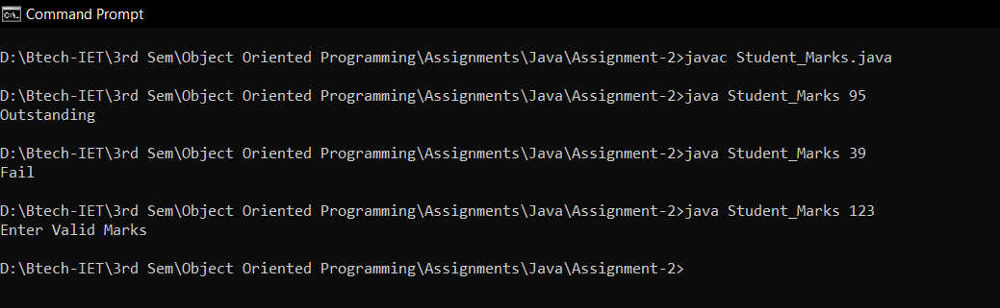 Command Prompt
D:\Btech-IET\3rd Sem\Object Oriented Programming\Assignments\Java\Assignment-2>javac Student_Marks.java
D:\Btech-IET\3rd Sem\Object Oriented Programming\Assignments\Java\Assignment-2>java Student_Marks 95
Outstanding
D:\Btech-IET\3rd Sem\Object Oriented Programming\Assignments\Java\Assignment-2>java Student_Marks 39
Fail
D:\Btech-IET\3rd Sem\Object Oriented Programming\Assignments\Java\Assignment-2>java Student_Marks 123
Enter Valid Marks
D:\Btech-IET\3rd Sem\Object Oriented Programming\Assignments\Java\Assignment-2>